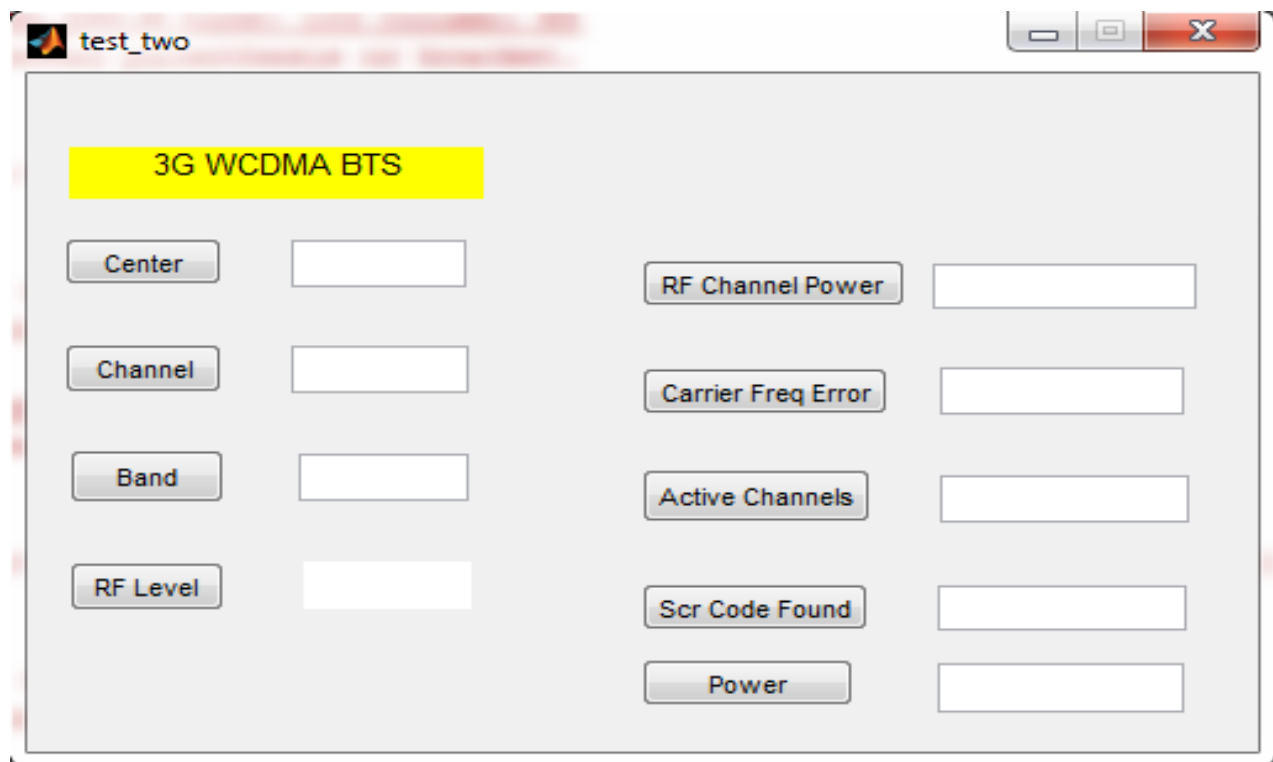 test_two
3G WCDMA BTS
Center
Channel
Band
RF Level
RF Channel Power
Carrier Freq Error
Active Channels
Scr Code Found
Power